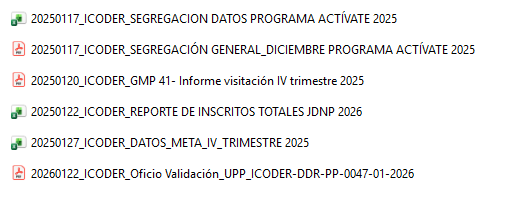 20250117_ICODER_SEGREGACION DATOS PROGRAMA ACTÍVATE 2025
20250117_ICODER_SEGREGACIÓN GENERAL_DICIEMBRE PROGRAMA ACTÍVATE 2025
20250120_ICODER_GMP 41- Informe visitación IV trimestre 2025
20250122_ICODER_REPORTE DE INSCRITOS TOTALES JDNP 2026
20250127_ICODER_DATOS_META_IV_TRIMESTRE 2025
20260122_ICODER_Oficio Validación_UPP_ICODER-DDR-PP-0047-01-2026